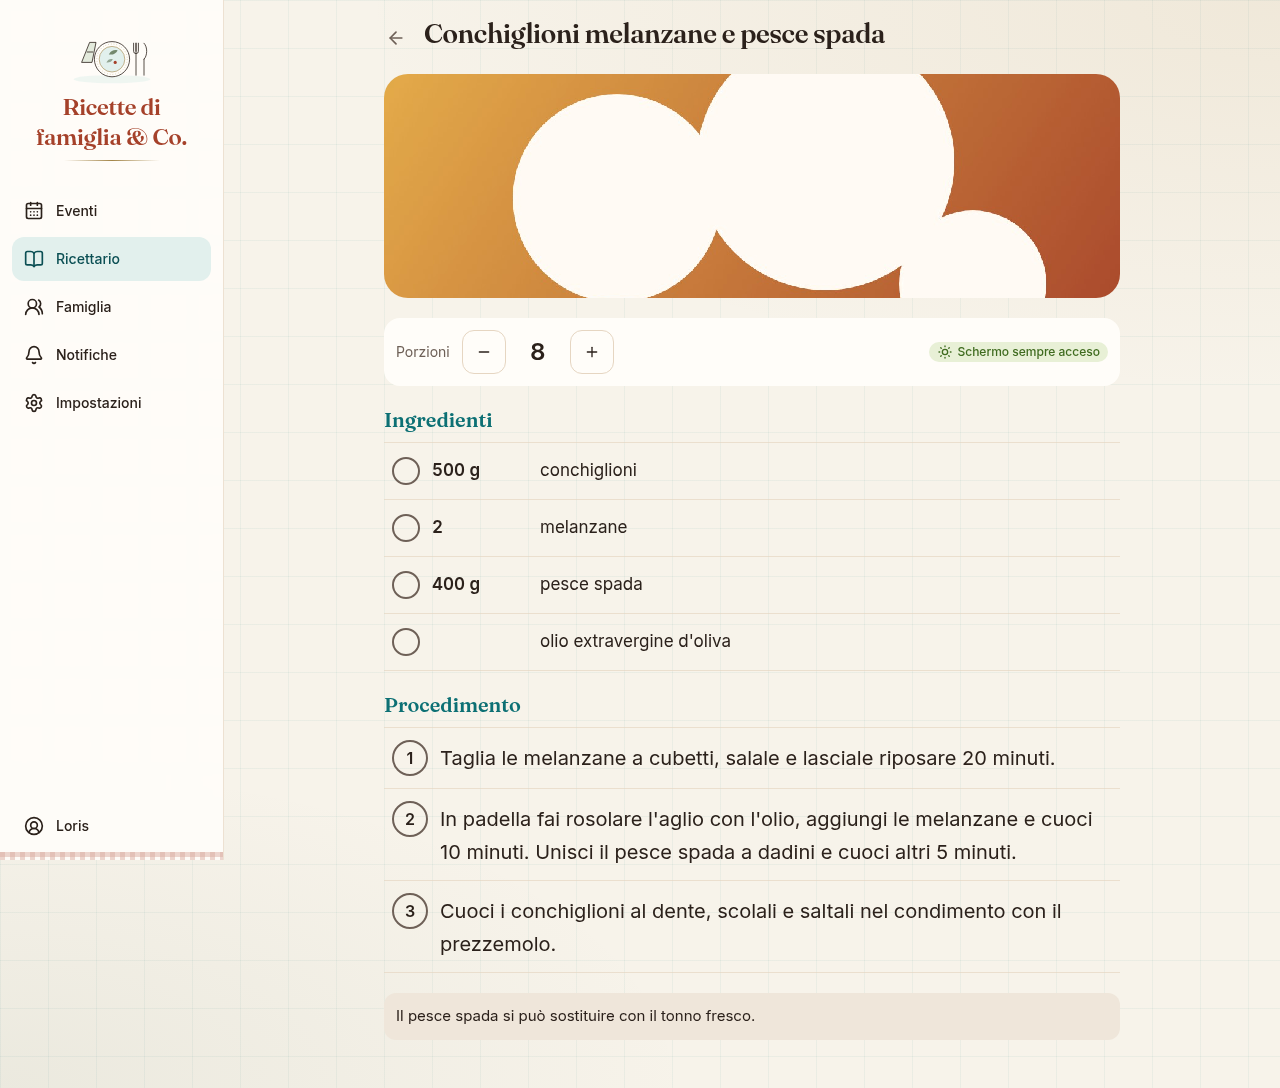 Ricette di
famiglia & Co.
Eventi
Ricettario
Famiglia
Notifiche
Impostazioni
Loris
Conchiglioni melanzane e pesce spada
Porzioni − 8 + Schermo sempre acceso
Ingredienti
500 g conchiglioni
2 melanzane
400 g pesce spada
olio extravergine d'oliva
Procedimento
1 Taglia le melanzane a cubetti, salale e lasciale riposare 20 minuti.
2 In padella fai rosolare l'aglio con l'olio, aggiungi le melanzane e cuoci
10 minuti. Unisci il pesce spada a dadini e cuoci altri 5 minuti.
3 Cuoci i conchiglioni al dente, scolali e saltali nel condimento con il
prezzemolo.
Il pesce spada si può sostituire con il tonno fresco.